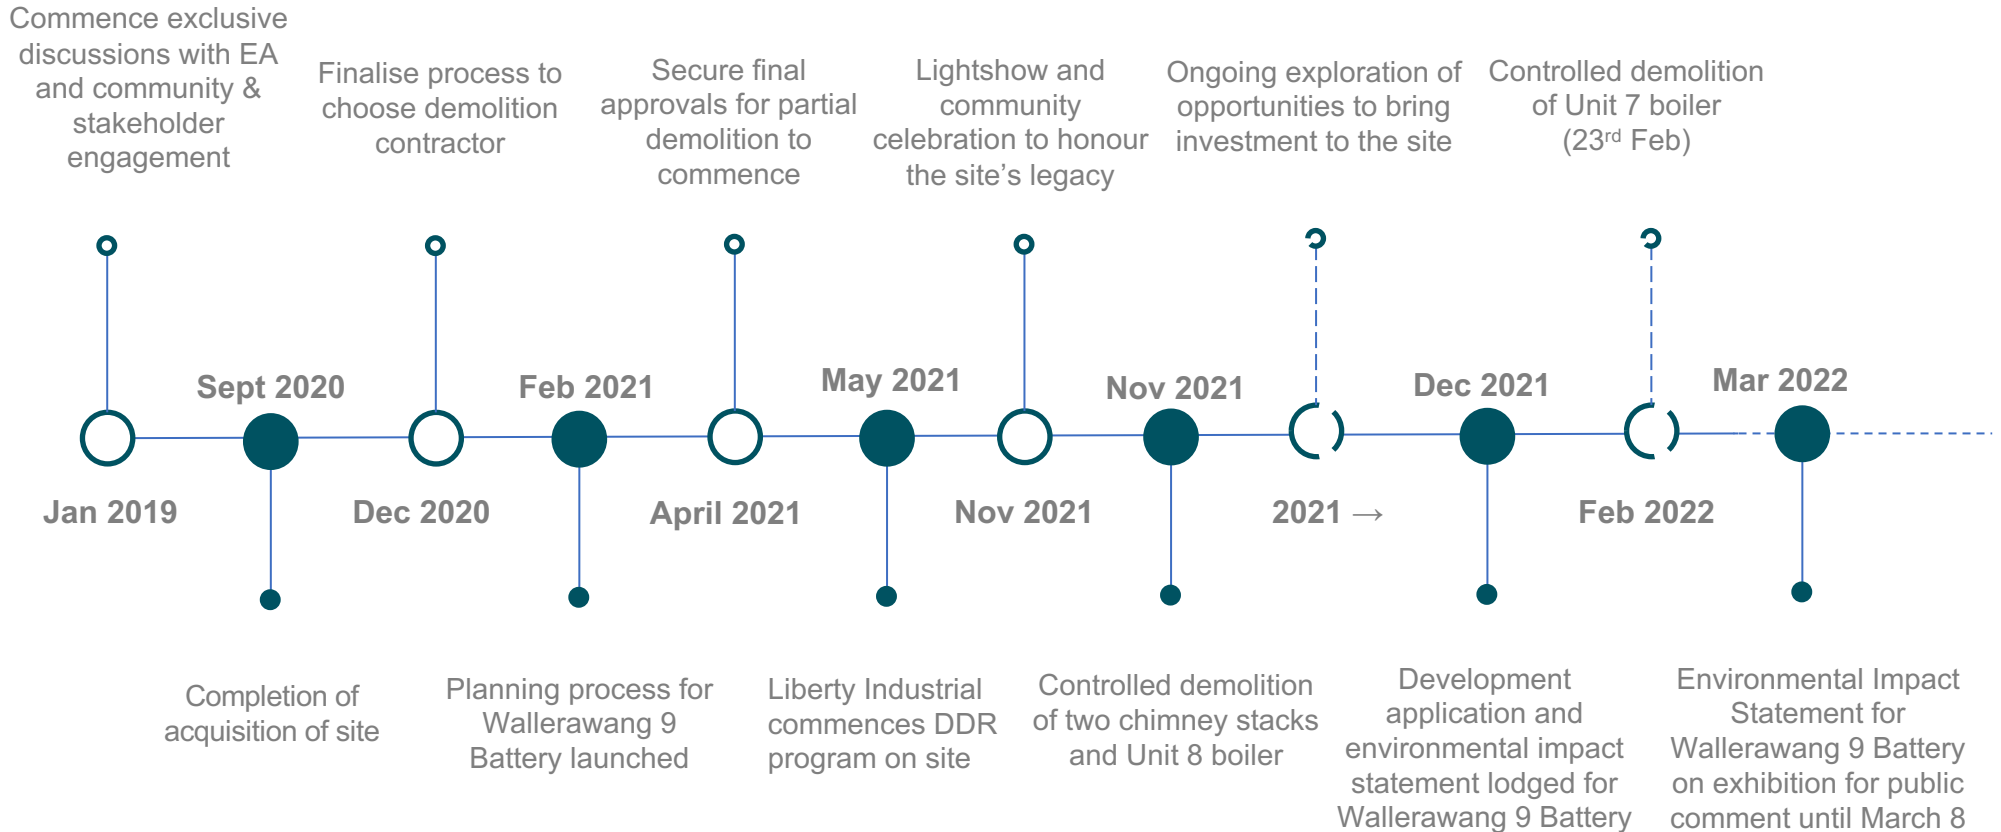 Commence exclusive
discussions with EA
and community &
stakeholder
engagement
Finalise process to
choose demolition
contractor
Secure final
approvals for partial
demolition to
commence
Lightshow and
community
celebration to honour
the site’s legacy
Ongoing exploration of
opportunities to bring
investment to the site
Controlled demolition
of Unit 7 boiler
(23rd Feb)
Sept 2020
Feb 2021
May 2021
Nov 2021
Dec 2021
Mar 2022
Jan 2019
Dec 2020
April 2021
Nov 2021
2021 →
Feb 2022
Completion of
acquisition of site
Planning process for
Wallerawang 9
Battery launched
Liberty Industrial
commences DDR
program on site
Controlled demolition
of two chimney stacks
and Unit 8 boiler
Development
application and
environmental impact
statement lodged for
Wallerawang 9 Battery
Environmental Impact
Statement for
Wallerawang 9 Battery
on exhibition for public
comment until March 8